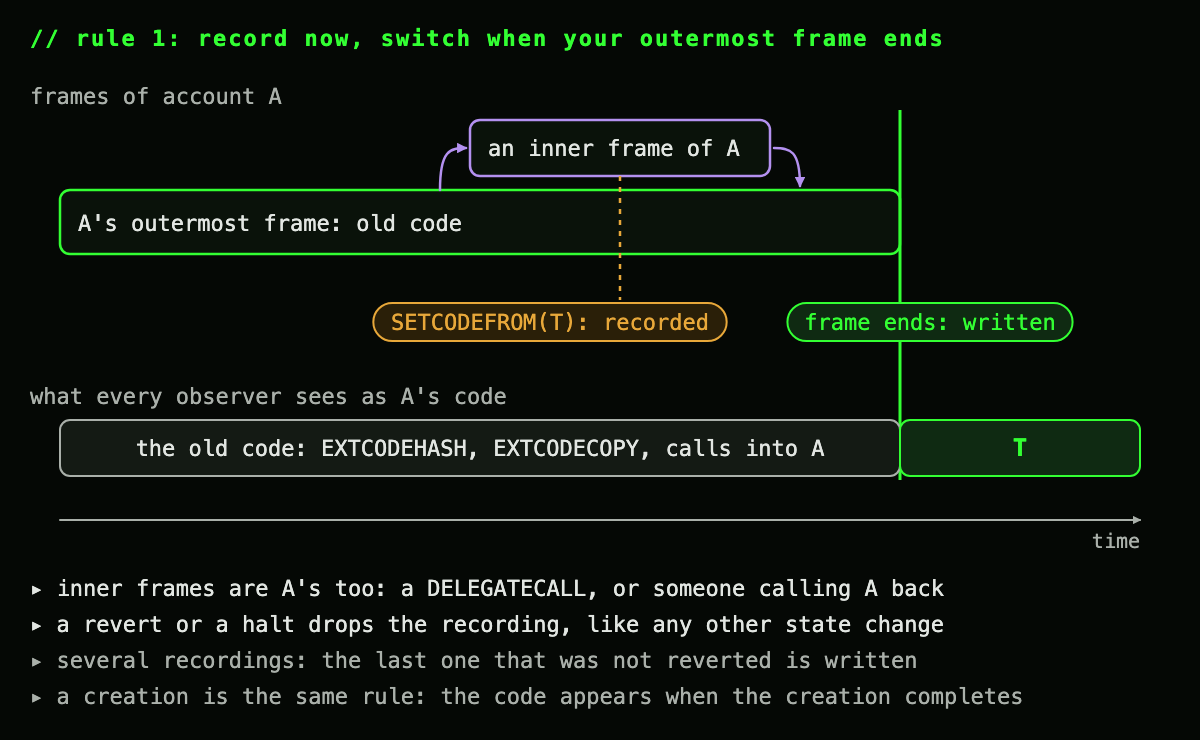 // rule 1: record now, switch when your outermost frame ends
frames of account A
an inner frame of A
A's outermost frame: old code
SETCODEFROM(T): recorded
frame ends: written
what every observer sees as A's code
the old code: EXTCODEHASH, EXTCODECOPY, calls into A
T
time
▸ inner frames are A's too: a DELEGATECALL, or someone calling A back
▸ a revert or a halt drops the recording, like any other state change
▸ several recordings: the last one that was not reverted is written
▸ a creation is the same rule: the code appears when the creation completes